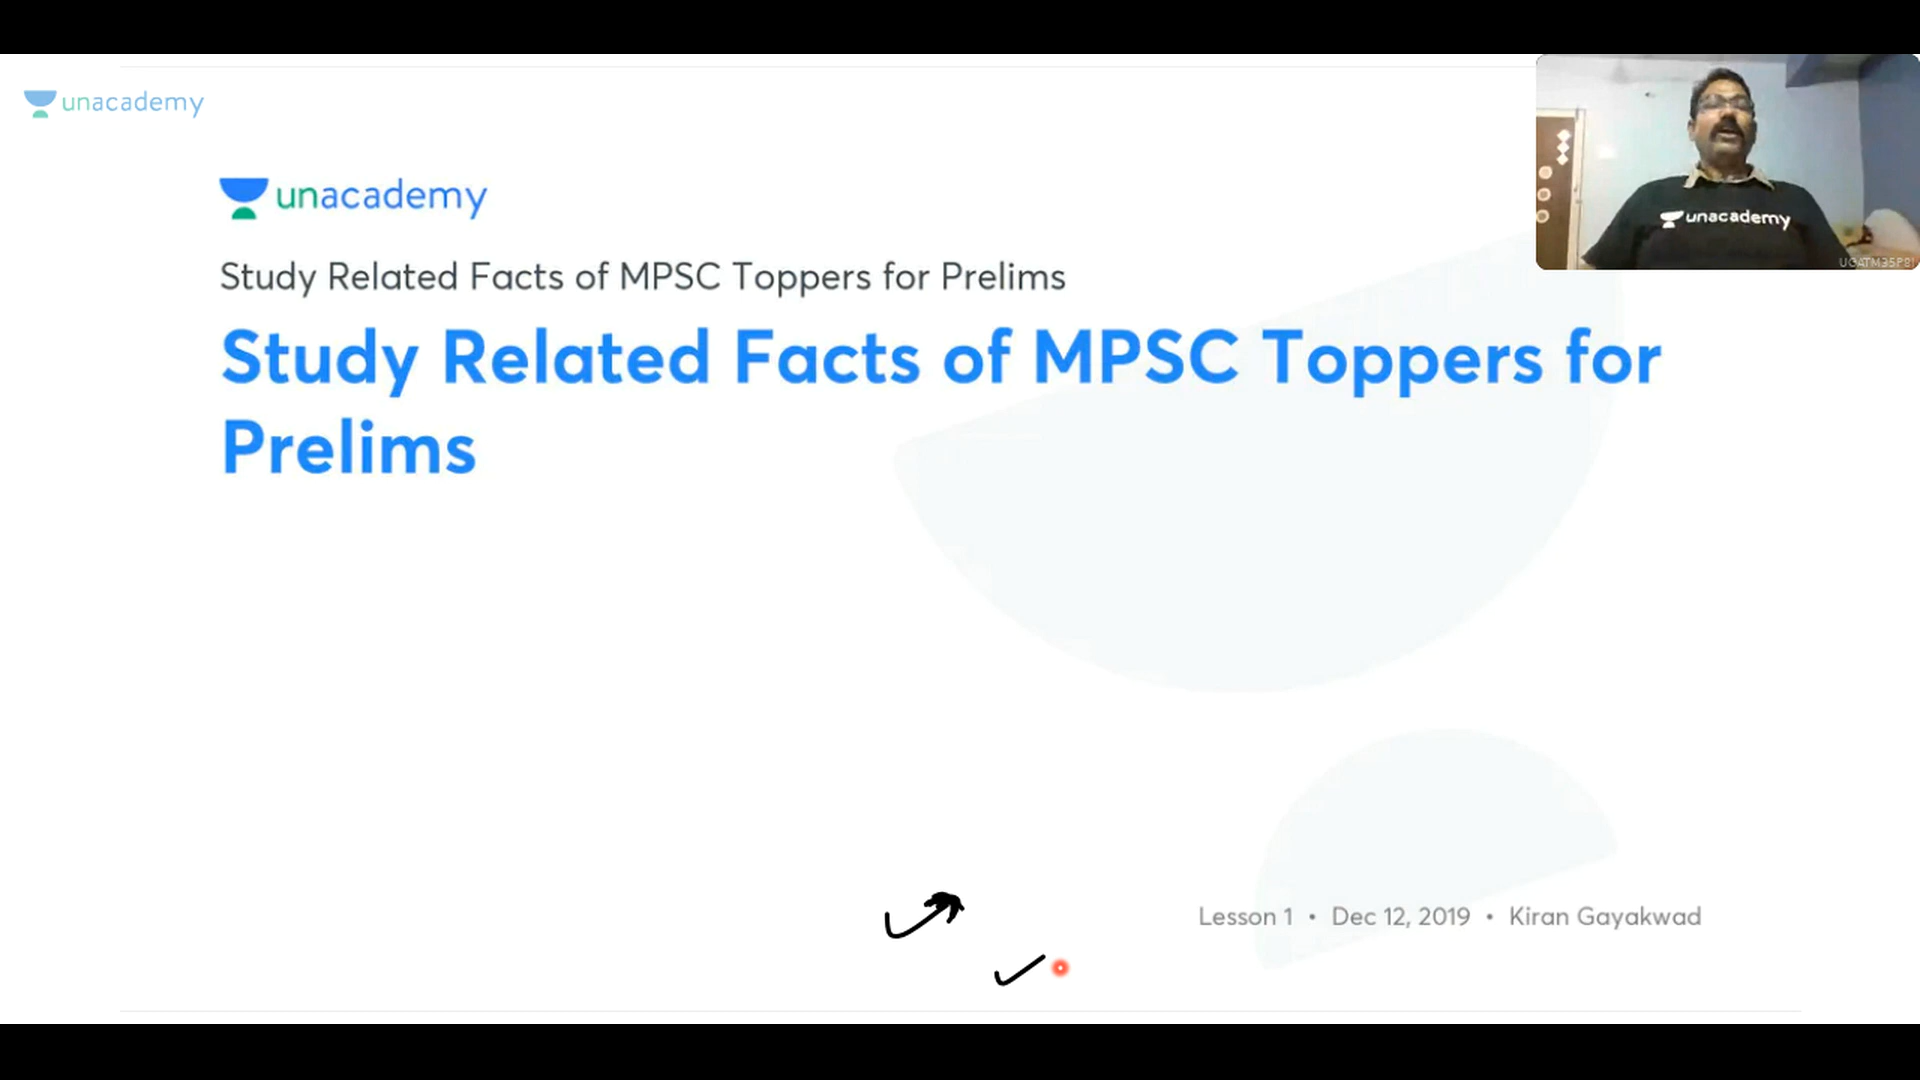 unacademy
unacademy
unacademy
Study Related Facts of MPSC Toppers for Prelims
Study Related Facts of MPSC Toppers for
Prelims
Lesson 1 • Dec 12, 2019 • Kiran Gayakwad